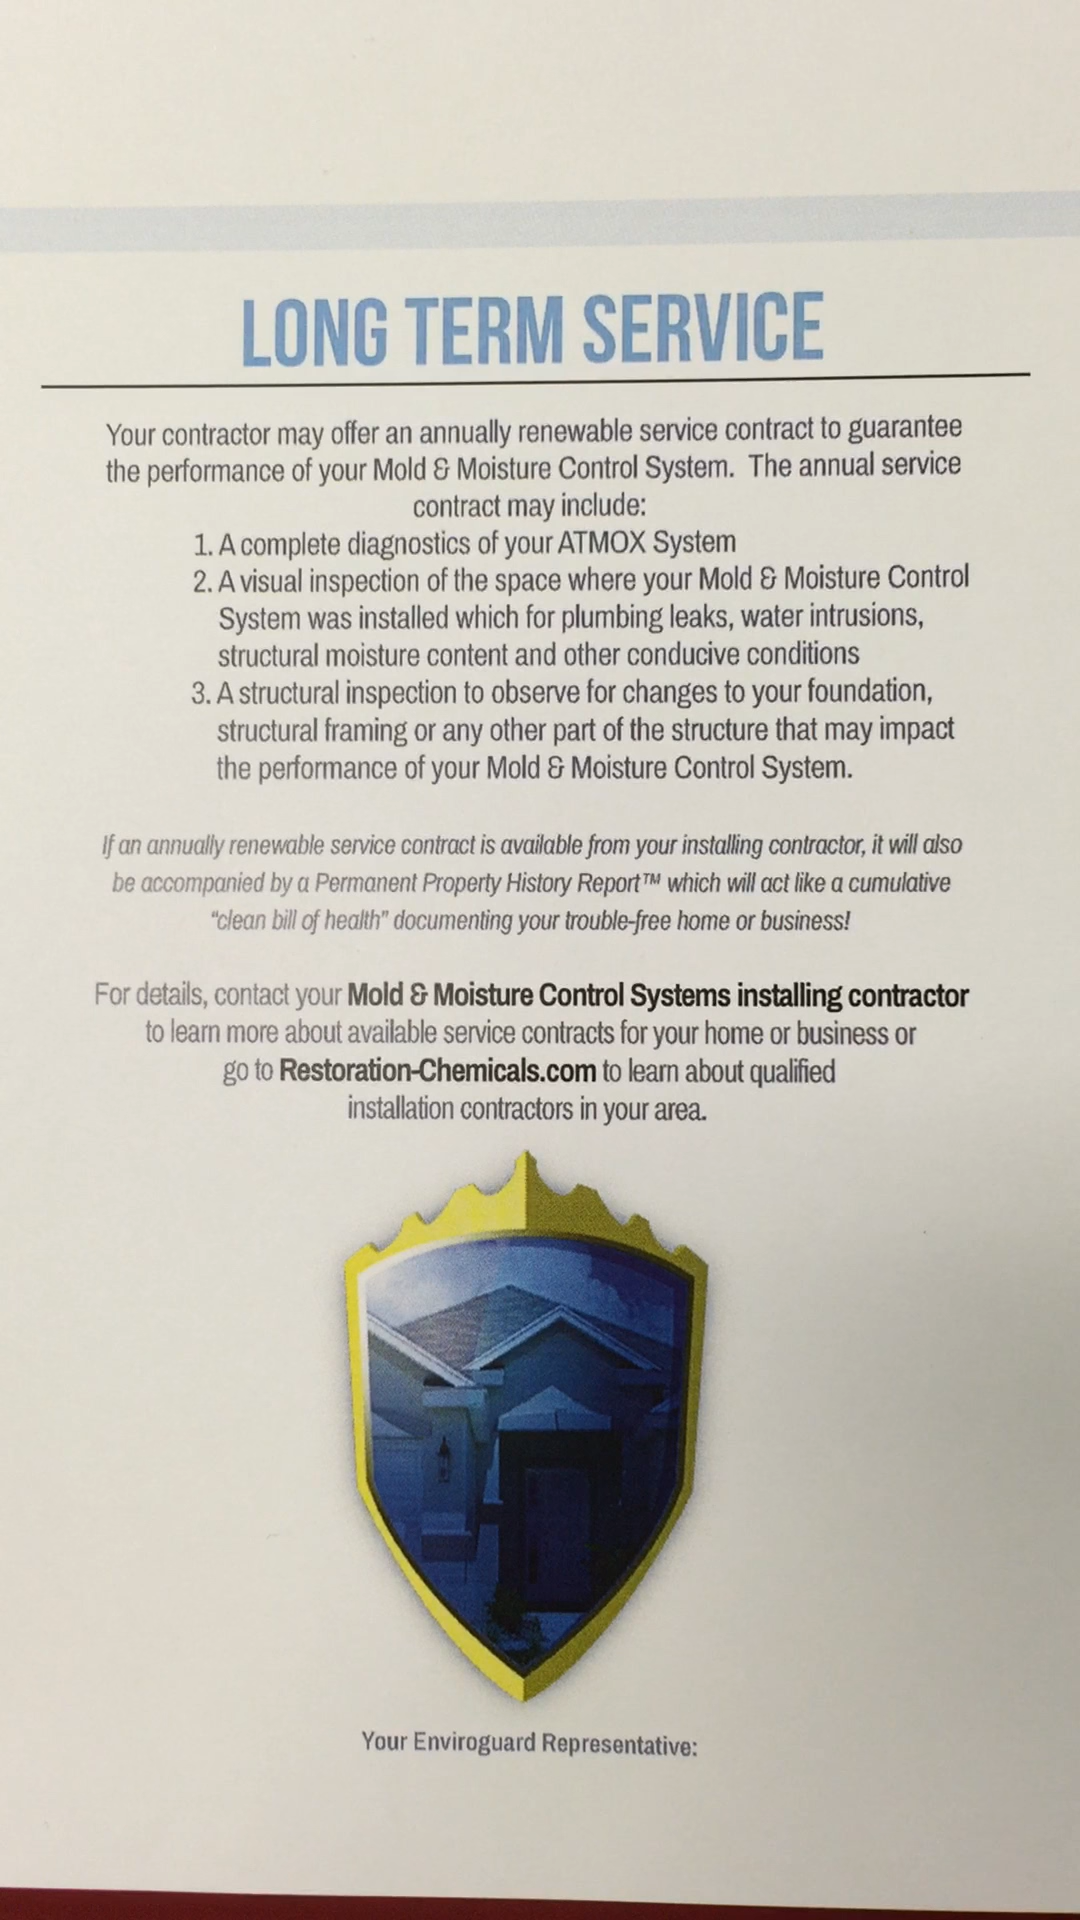 LONG TERM SERVICE
Your contractor may offer an annually renewable service contract to guarantee
the performance of your Mold & Moisture Control System.  The annual service
contract may include:
1. A complete diagnostics of your ATMOX System
2. A visual inspection of the space where your Mold & Moisture Control
System was installed which for plumbing leaks, water intrusions,
structural moisture content and other conducive conditions
3. A structural inspection to observe for changes to your foundation,
structural framing or any other part of the structure that may impact
the performance of your Mold & Moisture Control System.
If an annually renewable service contract is available from your installing contractor, it will also
be accompanied by a Permanent Property History Report™ which will act like a cumulative
“clean bill of health” documenting your trouble-free home or business!
For details, contact your Mold & Moisture Control Systems installing contractor
to learn more about available service contracts for your home or business or
go to Restoration-Chemicals.com to learn about qualified
installation contractors in your area.
Your Enviroguard Representative: